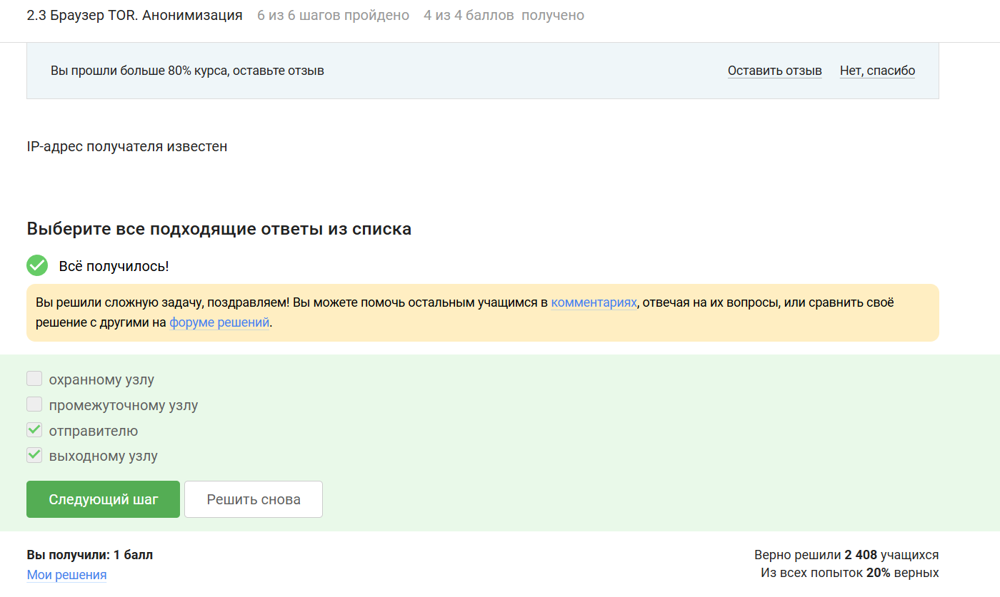 2.3 Браузер TOR. Анонимизация 6 из 6 шагов пройдено 4 из 4 баллов получено
Вы прошли больше 80% курса, оставьте отзыв Оставить отзыв Нет, спасибо
IP-адрес получателя известен
Выберите все подходящие ответы из списка
Всё получилось!
Вы решили сложную задачу, поздравляем! Вы можете помочь остальным учащимся в комментариях, отвечая на их вопросы, или сравнить своё
решение с другими на форуме решений.
охранному узлу
промежуточному узлу
отправителю
выходному узлу
Следующий шаг Решить снова
Вы получили: 1 балл Верно решили 2 408 учащихся
Мои решения Из всех попыток 20% верных